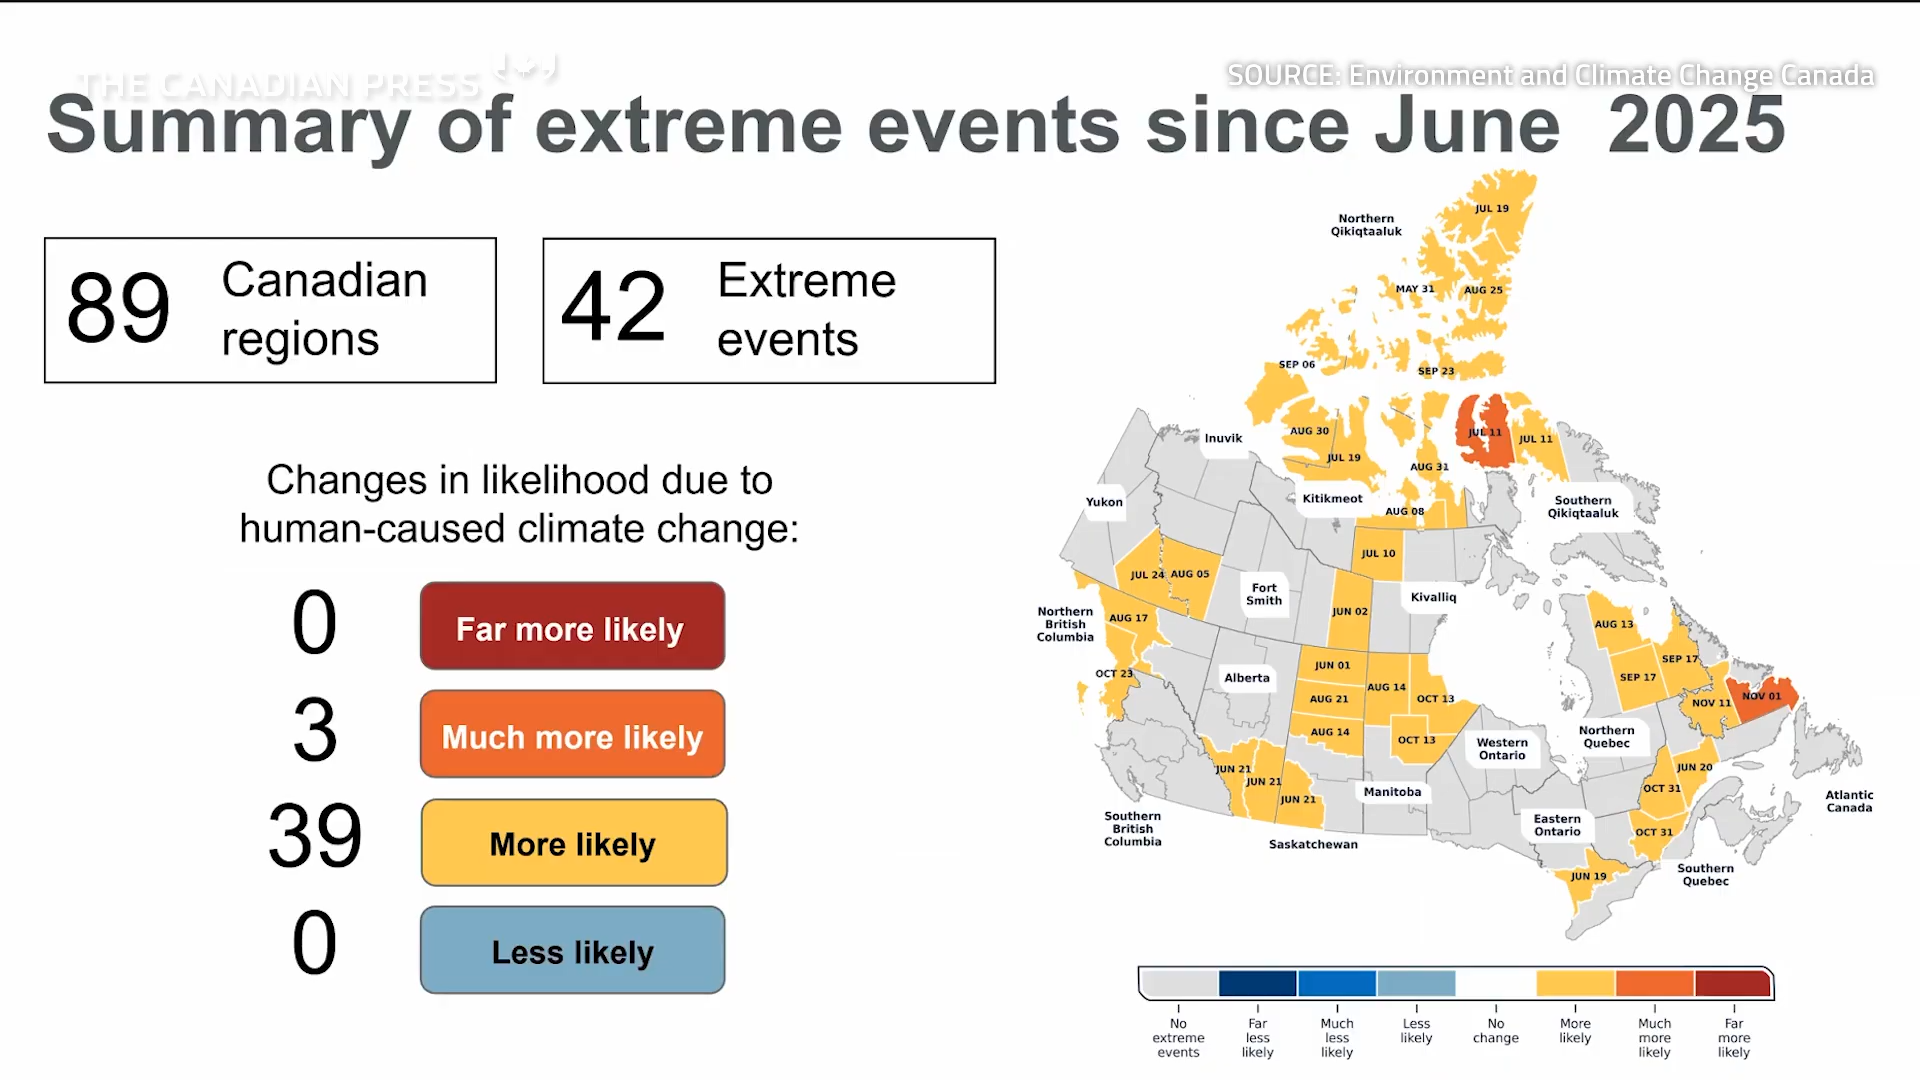 THE CANADIAN PRESS
SOURCE: Environment and Climate Change Canada
Summary of extreme events since June 2025
89
Canadian
regions
42
Extreme
events
Changes in likelihood due to
human-caused climate change:
0
Far more likely
3
Much more likely
39
More likely
0
Less likely
JUL 19
Northern
Qikiqtaaluk
MAY 31
AUG 25
SEP 06
SEP 23
AUG 30
JUL 11
JUL 11
Inuvik
JUL 19
AUG 31
Yukon
Kitikmeot
Southern
Qikiqtaaluk
AUG 08
JUL 10
JUL 24
AUG 05
Fort
Smith
Kivalliq
JUN 02
Northern
British
Columbia
AUG 17
AUG 13
JUN 01
SEP 17
OCT 23
Alberta
AUG 14
SEP 17
AUG 21
OCT 13
NOV 01
NOV 11
AUG 14
OCT 13
Western
Ontario
Northern
Quebec
JUN 21
JUN 21
JUN 21
Manitoba
JUN 20
OCT 31
Atlantic
Canada
Southern
British
Columbia
Eastern
Ontario
OCT 31
Saskatchewan
JUN 19
Southern
Quebec
No
extreme
events
Far
less
likely
Much
less
likely
Less
likely
No
change
More
likely
Much
more
likely
Far
more
likely